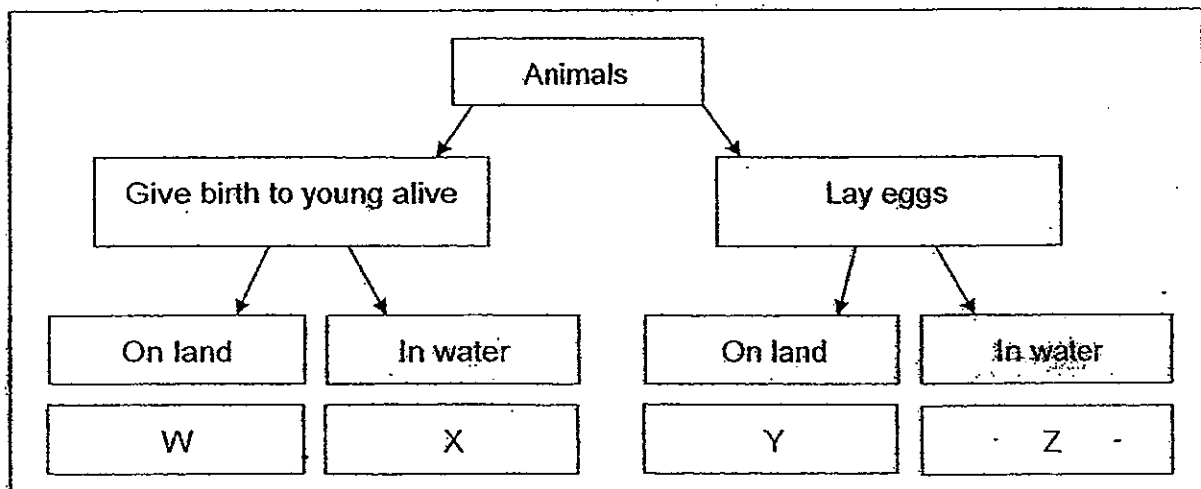 Animals
Give birth to young alive
Lay eggs
On land
In water
On land
In water
W
X
Y
Z